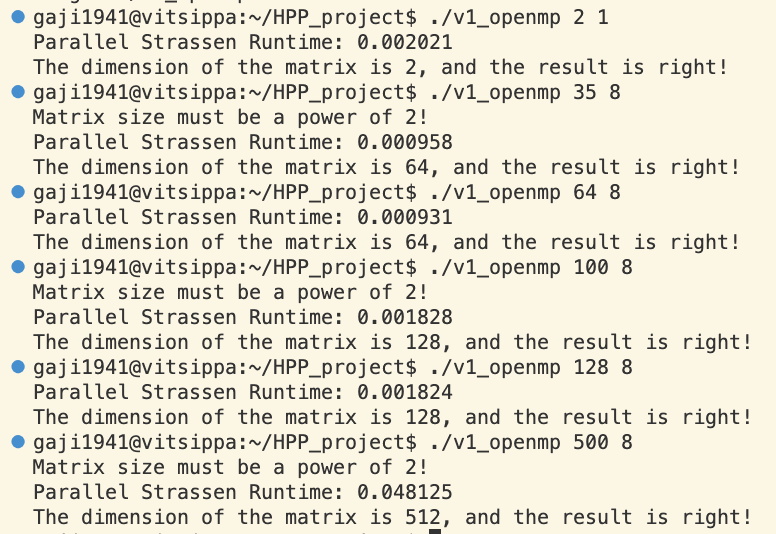 gaji1941@vitsippa:~/HPP_project$ ./v1_openmp 2 1
Parallel Strassen Runtime: 0.002021
The dimension of the matrix is 2, and the result is right!
gaji1941@vitsippa:~/HPP_project$ ./v1_openmp 35 8
Matrix size must be a power of 2!
Parallel Strassen Runtime: 0.000958
The dimension of the matrix is 64, and the result is right!
gaji1941@vitsippa:~/HPP_project$ ./v1_openmp 64 8
Parallel Strassen Runtime: 0.000931
The dimension of the matrix is 64, and the result is right!
gaji1941@vitsippa:~/HPP_project$ ./v1_openmp 100 8
Matrix size must be a power of 2!
Parallel Strassen Runtime: 0.001828
The dimension of the matrix is 128, and the result is right!
gaji1941@vitsippa:~/HPP_project$ ./v1_openmp 128 8
Parallel Strassen Runtime: 0.001824
The dimension of the matrix is 128, and the result is right!
gaji1941@vitsippa:~/HPP_project$ ./v1_openmp 500 8
Matrix size must be a power of 2!
Parallel Strassen Runtime: 0.048125
The dimension of the matrix is 512, and the result is right!